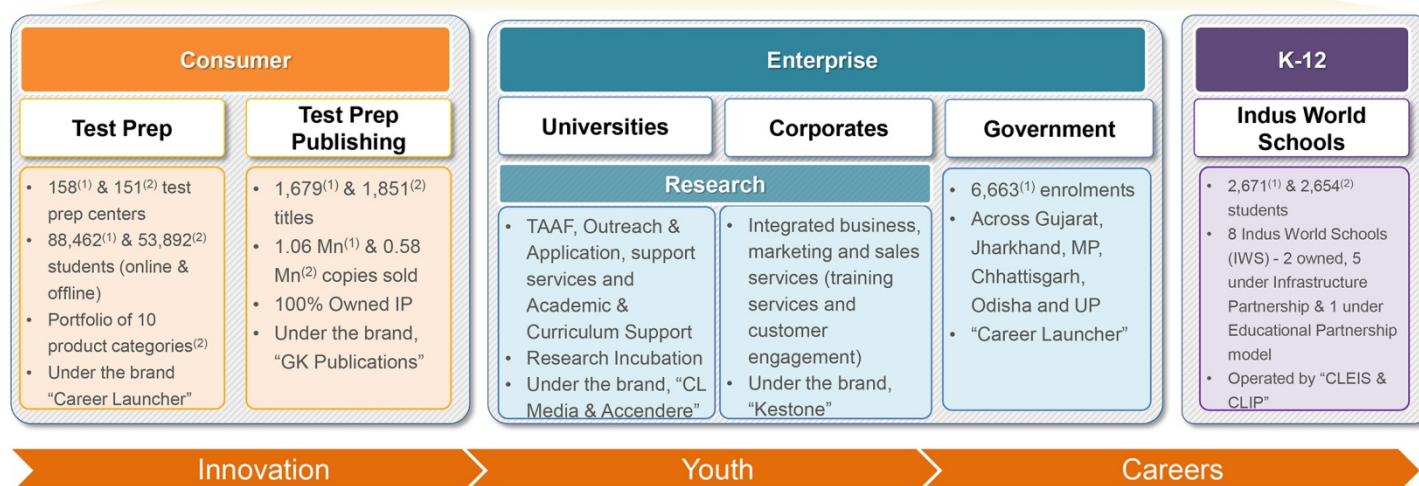 Consumer
Test Prep
• 158(1) & 151(2) test
prep centers
• 88,462(1) & 53,892(2)
students (online &
offline)
• Portfolio of 10
product categories(2)
• Under the brand
“Career Launcher”
Test Prep
Publishing
• 1,679(1) & 1,851(2)
titles
• 1.06 Mn(1) & 0.58
Mn(2) copies sold
• 100% Owned IP
• Under the brand,
“GK Publications”
Enterprise
Universities
Corporates
Research
• TAAF, Outreach &
Application, support
services and
Academic &
Curriculum Support
• Research Incubation
• Under the brand, “CL
Media & Accendere”
• Integrated business,
marketing and sales
services (training
services and
customer
engagement)
• Under the brand,
“Kestone”
Government
• 6,663(1) enrolments
• Across Gujarat,
Jharkhand, MP,
Chhattisgarh,
Odisha and UP
• “Career Launcher”
K-12
Indus World
Schools
• 2,671(1) & 2,654(2)
students
• 8 Indus World Schools
(IWS) - 2 owned, 5
under Infrastructure
Partnership & 1 under
Educational Partnership
model
• Operated by “CLEIS &
CLIP”
Innovation
Youth
Careers